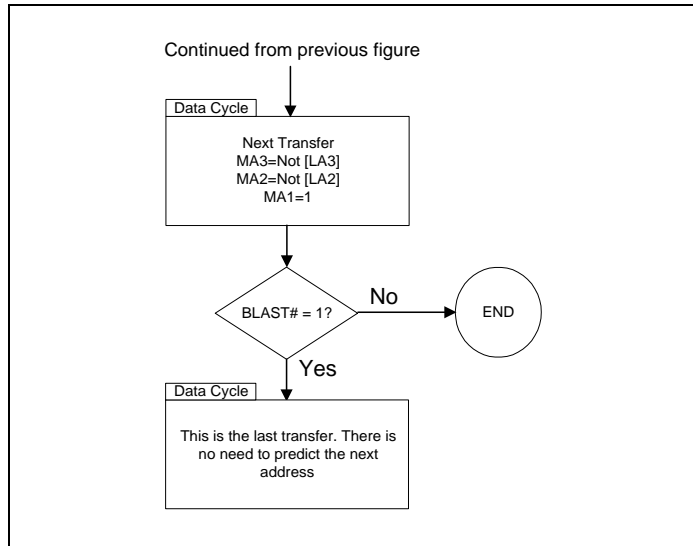 Continued from previous figure
Data Cycle
Next Transfer
MA3=Not [LA3]
MA2=Not [LA2]
MA1=1
BLAST# = 1?
No
END
Yes
Data Cycle
This is the last transfer. There is
no need to predict the next
address